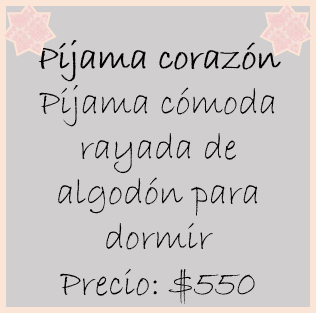 Pijama corazón
Pijama cómoda
rayada de
algodón para
dormir
Precio: $550